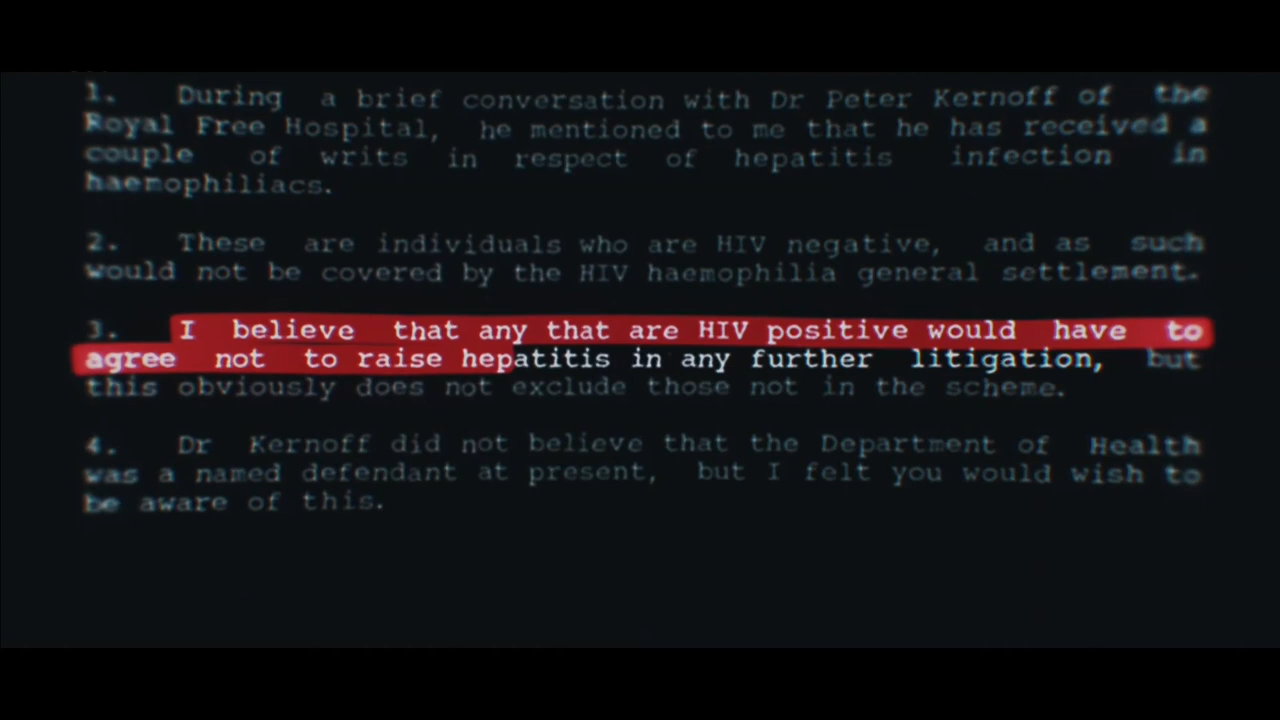 1. During a brief conversation with Dr Peter Kernoff of the
Royal Free Hospital, he mentioned to me that he has received a
couple of writs in respect of hepatitis infection in
haemophiliacs.
2. These are individuals who are HIV negative, and as such
would not be covered by the HIV haemophilia general settlement.
3. I believe that any that are HIV positive would have to
agree not to raise hepatitis in any further litigation, but
this obviously does not exclude those not in the scheme.
4. Dr Kernoff did not believe that the Department of Health
was a named defendant at present, but I felt you would wish to
be aware of this.